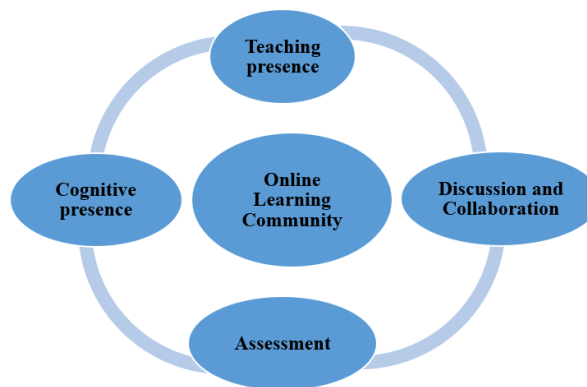 Teaching
presence
Cognitive
presence
Online
Learning
Community
Discussion and
Collaboration
Assessment